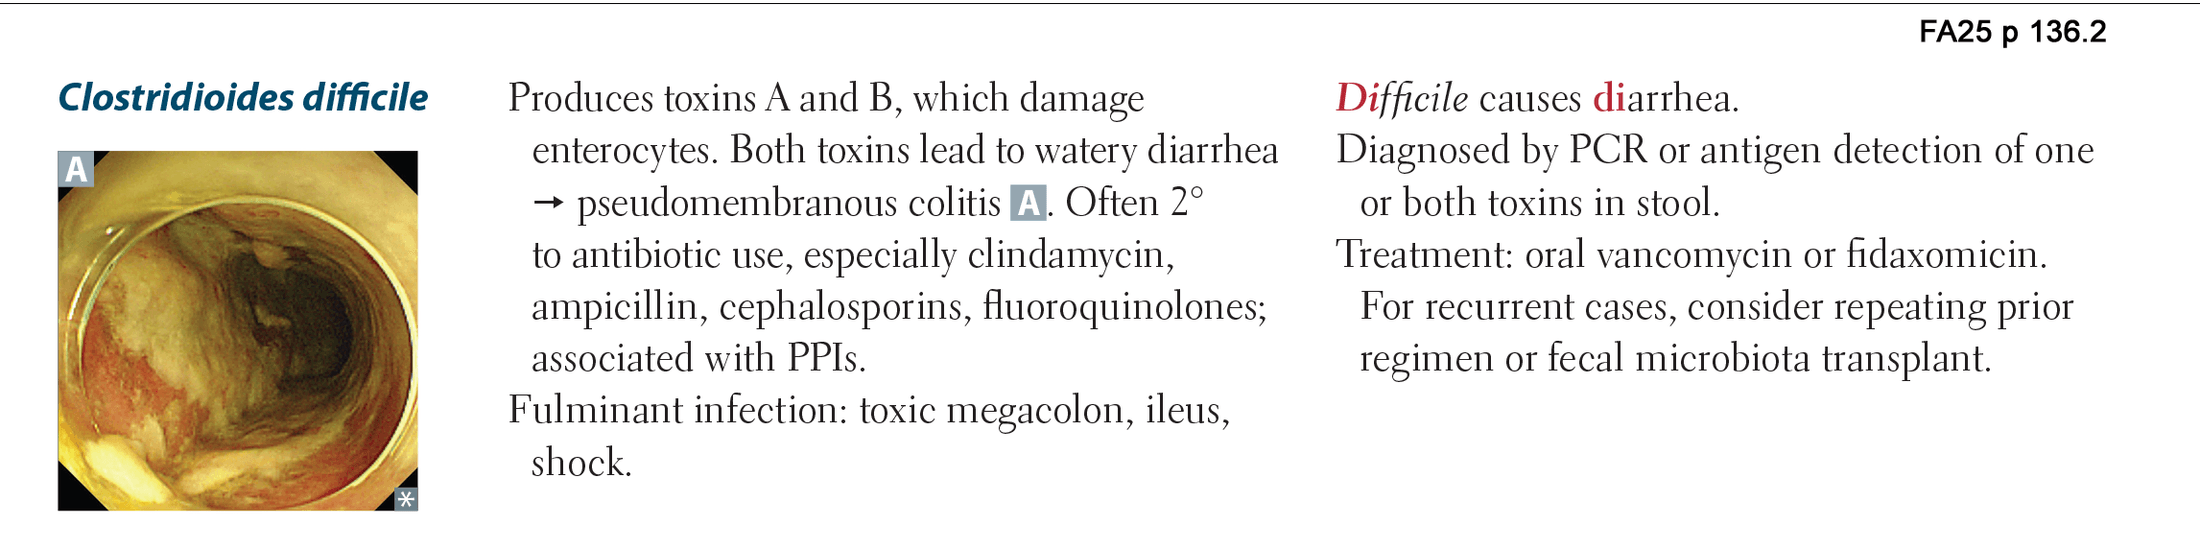 FA25 p 136.2
Clostridioides difficile
A
*
Produces toxins A and B, which damage
enterocytes. Both toxins lead to watery diarrhea
→ pseudomembranous colitis A. Often 2°
to antibiotic use, especially clindamycin,
ampicillin, cephalosporins, fluoroquinolones;
associated with PPIs.
Fulminant infection: toxic megacolon, ileus,
shock.
Difficile causes diarrhea.
Diagnosed by PCR or antigen detection of one
or both toxins in stool.
Treatment: oral vancomycin or fidaxomicin.
For recurrent cases, consider repeating prior
regimen or fecal microbiota transplant.